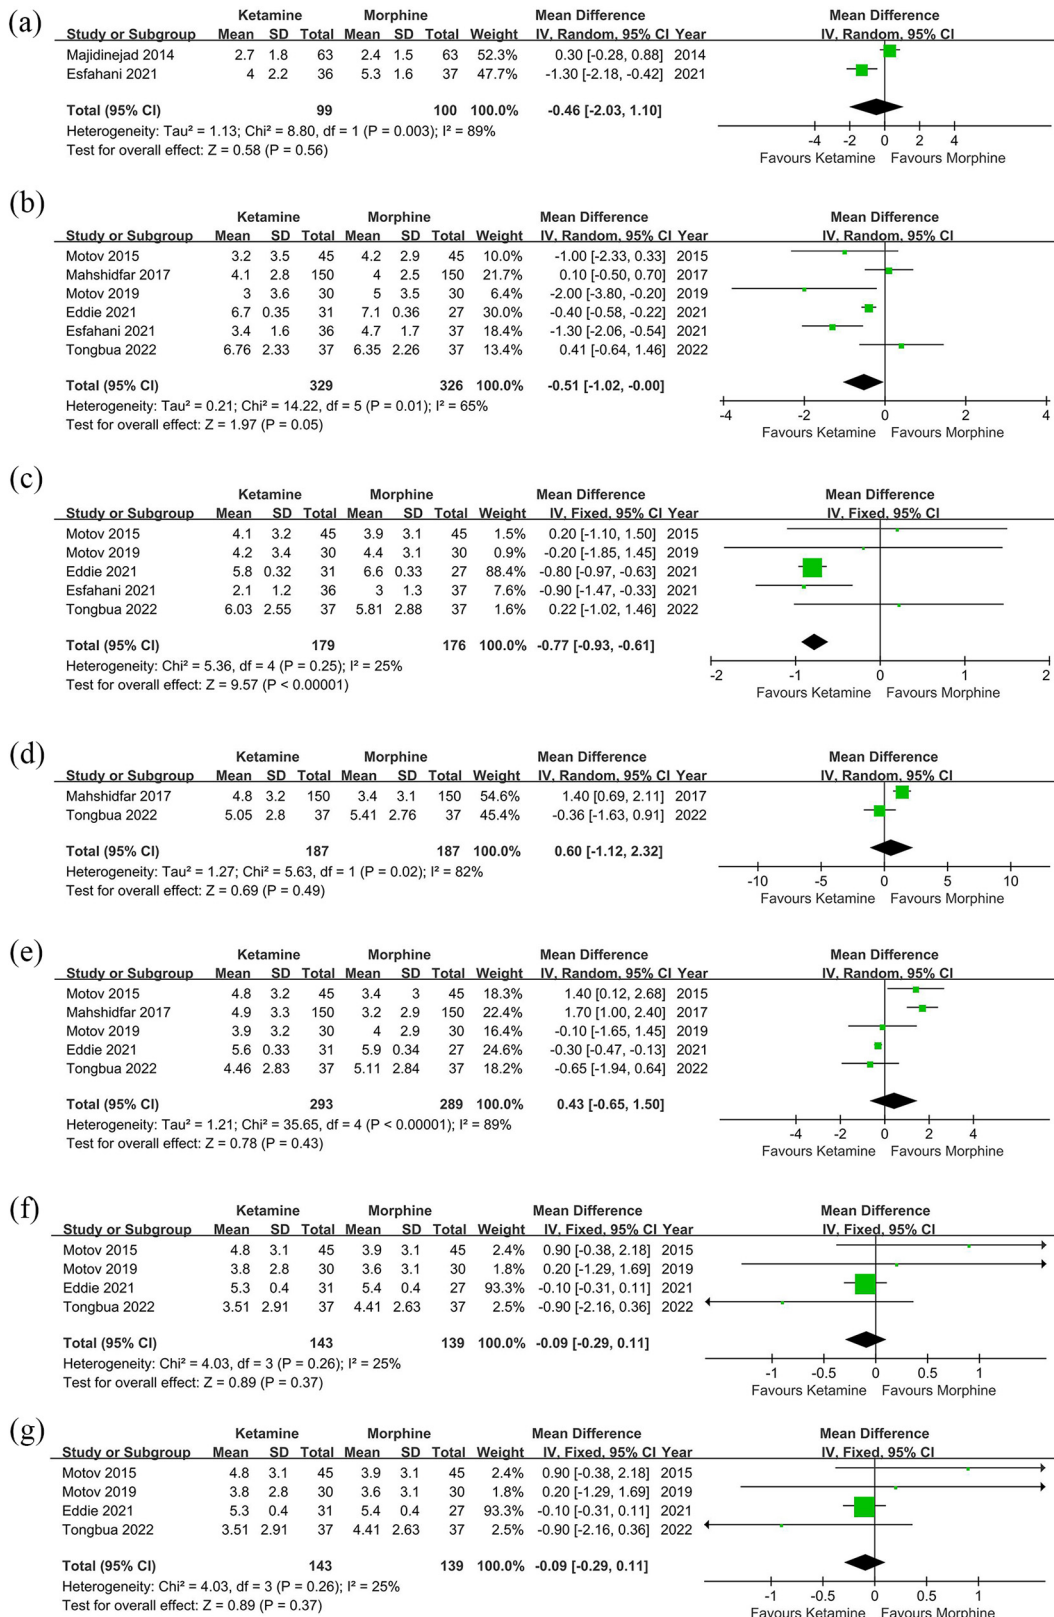 (a)
Ketamine Morphine Mean Difference Mean Difference
Study or Subgroup Mean SD Total Mean SD Total Weight IV, Random, 95% CI Year IV, Random, 95% CI
Majidinejad 2014 2.7 1.8 63 2.4 1.5 63 52.3% 0.30 [-0.28, 0.88] 2014
Esfahani 2021 4 2.2 36 5.3 1.6 37 47.7% -1.30 [-2.18, -0.42] 2021
Total (95% CI) 99 100 100.0% -0.46 [-2.03, 1.10]
Heterogeneity: Tau² = 1.13; Chi² = 8.80, df = 1 (P = 0.003); I² = 89%
Test for overall effect: Z = 0.58 (P = 0.56)
-4 -2 0 2 4
Favours Ketamine Favours Morphine
(b)
Ketamine Morphine Mean Difference Mean Difference
Study or Subgroup Mean SD Total Mean SD Total Weight IV, Random, 95% CI Year IV, Random, 95% CI
Motov 2015 3.2 3.5 45 4.2 2.9 45 10.0% -1.00 [-2.33, 0.33] 2015
Mahshidfar 2017 4.1 2.8 150 4 2.5 150 21.7% 0.10 [-0.50, 0.70] 2017
Motov 2019 3 3.6 30 5 3.5 30 6.4% -2.00 [-3.80, -0.20] 2019
Eddie 2021 6.7 0.35 31 7.1 0.36 27 30.0% -0.40 [-0.58, -0.22] 2021
Esfahani 2021 3.4 1.6 36 4.7 1.7 37 18.4% -1.30 [-2.06, -0.54] 2021
Tongbua 2022 6.76 2.33 37 6.35 2.26 37 13.4% 0.41 [-0.64, 1.46] 2022
Total (95% CI) 329 326 100.0% -0.51 [-1.02, -0.00]
Heterogeneity: Tau² = 0.21; Chi² = 14.22, df = 5 (P = 0.01); I² = 65%
Test for overall effect: Z = 1.97 (P = 0.05)
-4 -2 0 2 4
Favours Ketamine Favours Morphine
(c)
Ketamine Morphine Mean Difference Mean Difference
Study or Subgroup Mean SD Total Mean SD Total Weight IV, Fixed, 95% CI Year IV, Fixed, 95% CI
Motov 2015 4.1 3.2 45 3.9 3.1 45 1.5% 0.20 [-1.10, 1.50] 2015
Motov 2019 4.2 3.4 30 4.4 3.1 30 0.9% -0.20 [-1.85, 1.45] 2019
Eddie 2021 5.8 0.32 31 6.6 0.33 27 88.4% -0.80 [-0.97, -0.63] 2021
Esfahani 2021 2.1 1.2 36 3 1.3 37 7.6% -0.90 [-1.47, -0.33] 2021
Tongbua 2022 6.03 2.55 37 5.81 2.88 37 1.6% 0.22 [-1.02, 1.46] 2022
Total (95% CI) 179 176 100.0% -0.77 [-0.93, -0.61]
Heterogeneity: Chi² = 5.36, df = 4 (P = 0.25); I² = 25%
Test for overall effect: Z = 9.57 (P < 0.00001)
-2 -1 0 1 2
Favours Ketamine Favours Morphine
(d)
Ketamine Morphine Mean Difference Mean Difference
Study or Subgroup Mean SD Total Mean SD Total Weight IV, Random, 95% CI Year IV, Random, 95% CI
Mahshidfar 2017 4.8 3.2 150 3.4 3.1 150 54.6% 1.40 [0.69, 2.11] 2017
Tongbua 2022 5.05 2.8 37 5.41 2.76 37 45.4% -0.36 [-1.63, 0.91] 2022
Total (95% CI) 187 187 100.0% 0.60 [-1.12, 2.32]
Heterogeneity: Tau² = 1.27; Chi² = 5.63, df = 1 (P = 0.02); I² = 82%
Test for overall effect: Z = 0.69 (P = 0.49)
-10 -5 0 5 10
Favours Ketamine Favours Morphine
(e)
Ketamine Morphine Mean Difference Mean Difference
Study or Subgroup Mean SD Total Mean SD Total Weight IV, Random, 95% CI Year IV, Random, 95% CI
Motov 2015 4.8 3.2 45 3.4 3 45 18.3% 1.40 [0.12, 2.68] 2015
Mahshidfar 2017 4.9 3.3 150 3.2 2.9 150 22.4% 1.70 [1.00, 2.40] 2017
Motov 2019 3.9 3.2 30 4 2.9 30 16.4% -0.10 [-1.65, 1.45] 2019
Eddie 2021 5.6 0.33 31 5.9 0.34 27 24.6% -0.30 [-0.47, -0.13] 2021
Tongbua 2022 4.46 2.83 37 5.11 2.84 37 18.2% -0.65 [-1.94, 0.64] 2022
Total (95% CI) 293 289 100.0% 0.43 [-0.65, 1.50]
Heterogeneity: Tau² = 1.21; Chi² = 35.65, df = 4 (P < 0.00001); I² = 89%
Test for overall effect: Z = 0.78 (P = 0.43)
-4 -2 0 2 4
Favours Ketamine Favours Morphine
(f)
Ketamine Morphine Mean Difference Mean Difference
Study or Subgroup Mean SD Total Mean SD Total Weight IV, Fixed, 95% CI Year IV, Fixed, 95% CI
Motov 2015 4.8 3.1 45 3.9 3.1 45 2.4% 0.90 [-0.38, 2.18] 2015
Motov 2019 3.8 2.8 30 3.6 3.1 30 1.8% 0.20 [-1.29, 1.69] 2019
Eddie 2021 5.3 0.4 31 5.4 0.4 27 93.3% -0.10 [-0.31, 0.11] 2021
Tongbua 2022 3.51 2.91 37 4.41 2.63 37 2.5% -0.90 [-2.16, 0.36] 2022
Total (95% CI) 143 139 100.0% -0.09 [-0.29, 0.11]
Heterogeneity: Chi² = 4.03, df = 3 (P = 0.26); I² = 25%
Test for overall effect: Z = 0.89 (P = 0.37)
-1 -0.5 0 0.5 1
Favours Ketamine Favours Morphine
(g)
Ketamine Morphine Mean Difference Mean Difference
Study or Subgroup Mean SD Total Mean SD Total Weight IV, Fixed, 95% CI Year IV, Fixed, 95% CI
Motov 2015 4.8 3.1 45 3.9 3.1 45 2.4% 0.90 [-0.38, 2.18] 2015
Motov 2019 3.8 2.8 30 3.6 3.1 30 1.8% 0.20 [-1.29, 1.69] 2019
Eddie 2021 5.3 0.4 31 5.4 0.4 27 93.3% -0.10 [-0.31, 0.11] 2021
Tongbua 2022 3.51 2.91 37 4.41 2.63 37 2.5% -0.90 [-2.16, 0.36] 2022
Total (95% CI) 143 139 100.0% -0.09 [-0.29, 0.11]
Heterogeneity: Chi² = 4.03, df = 3 (P = 0.26); I² = 25%
Test for overall effect: Z = 0.89 (P = 0.37)
-1 -0.5 0 0.5 1
Favours Ketamine Favours Morphine